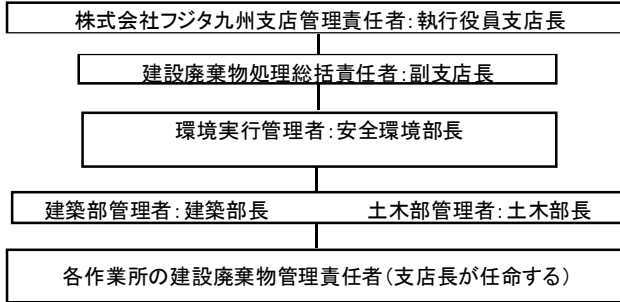 株式会社フジタ九州支店管理責任者：執行役員支店長
建設廃棄物処理総括責任者：副支店長
環境実行管理者：安全環境部長
建築部管理者：建築部長　土木部管理者：土木部長
各作業所の建設廃棄物管理責任者（支店長が任命する）